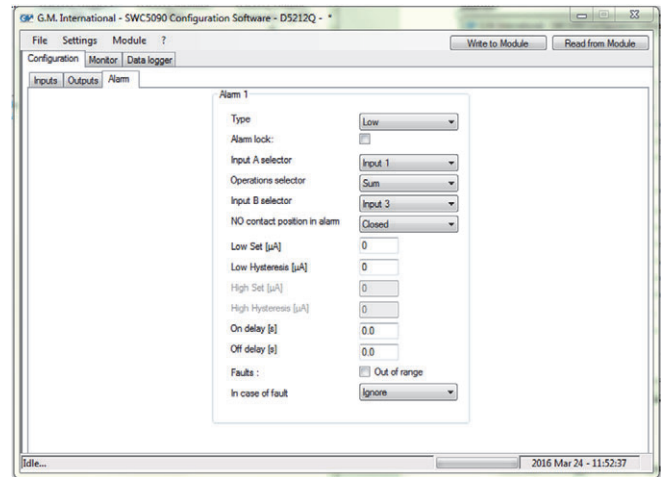 G.M. International - SWC5090 Configuration Software - D5212Q - *
File Settings Module ?
Write to Module Read from Module
Configuration Monitor Data logger
Inputs Outputs Alarm
Alarm 1
Type Low
Alarm lock:
Input A selector Input 1
Operations selector Sum
Input B selector Input 3
NO contact position in alarm Closed
Low Set [µA] 0
Low Hysteresis [µA] 0
High Set [µA] 0
High Hysteresis [µA] 0
On delay [s] 0.0
Off delay [s] 0.0
Faults : Out of range
In case of fault Ignore
Idle... 2016 Mar 24 - 11:52:37